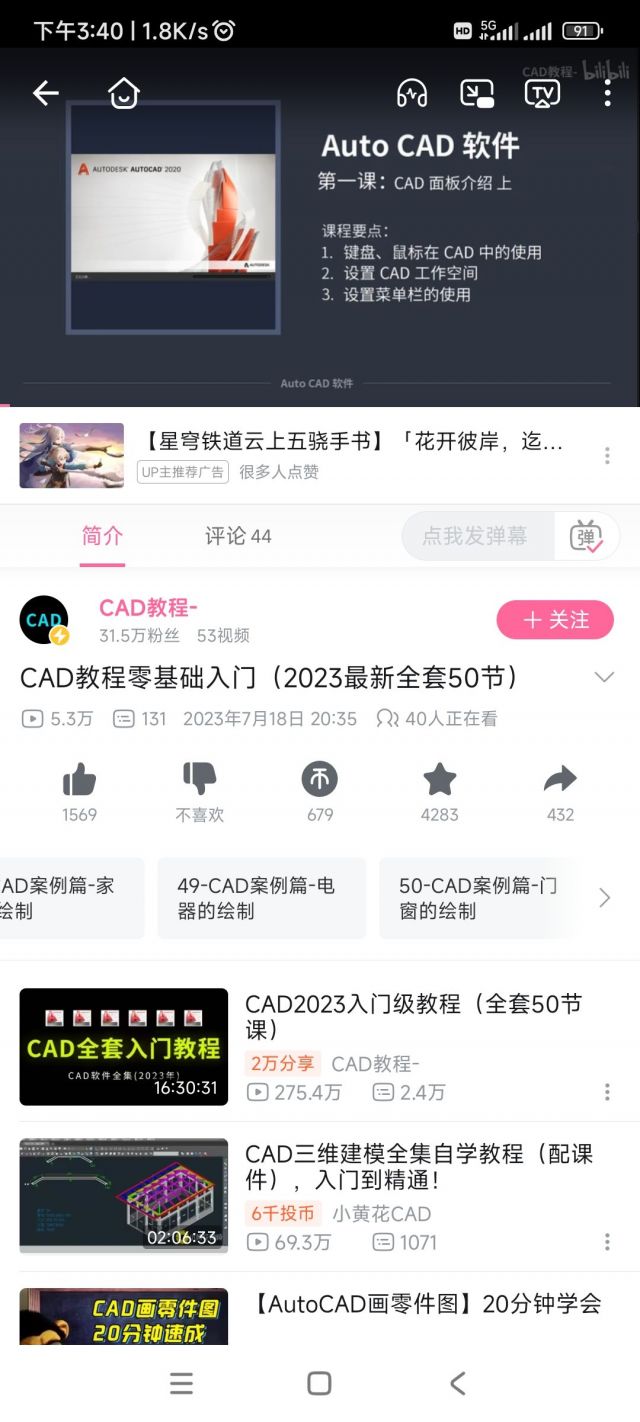 下午3:40 | 1.8K/s
HD 5G 91
CAD教程- bilibili
TV
Auto CAD 软件
第一课：CAD 面板介绍 上
AUTODESK AUTOCAD 2020
课程要点：
1. 键盘、鼠标在 CAD 中的使用
2. 设置 CAD 工作空间
3. 设置菜单栏的使用
AUTODESK
Auto CAD 软件
【星穹铁道云上五骁手书】「花开彼岸，迄…
UP主推荐广告 很多人点赞
简介 评论 44 点我发弹幕 弹
CAD
CAD教程-
31.5万粉丝 53视频
+ 关注
CAD教程零基础入门（2023最新全套50节）
5.3万 131 2023年7月18日 20:35 40人正在看
1569 不喜欢 679 4283 432
AD案例篇-家
绘制
49-CAD案例篇-电
器的绘制
50-CAD案例篇-门
窗的绘制
CAD全套入门教程
CAD软件全集(2023年)
16:30:31
CAD2023入门级教程（全套50节
课）
2万分享 CAD教程-
275.4万 2.4万
02:06:33
CAD三维建模全集自学教程（配课
件），入门到精通！
6千投币 小黄花CAD
69.3万 1071
CAD画零件图
20分钟速成
【AutoCAD画零件图】20分钟学会